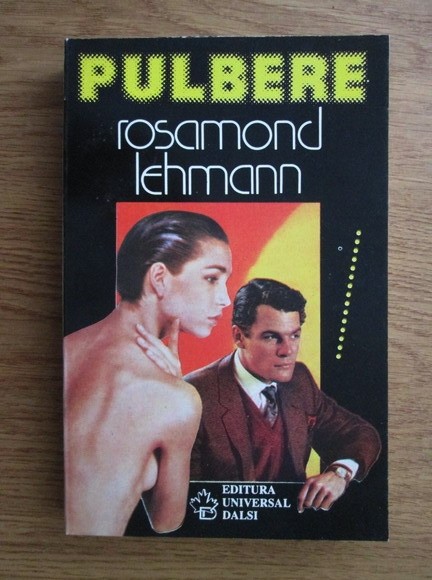 PULBERE
rosamond
lehmann
EDITURA
UNIVERSAL
DALSI